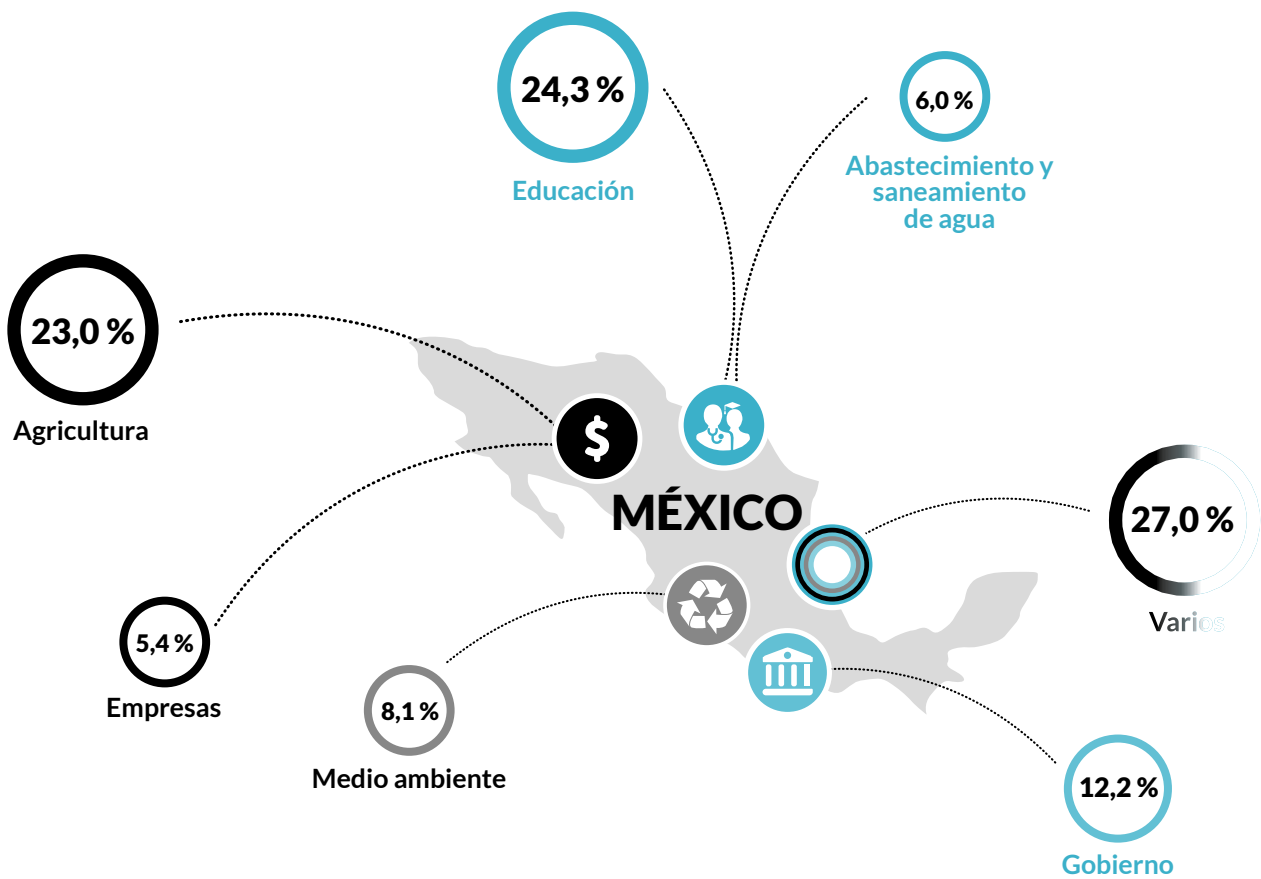 24,3 %
Educación
6,0 %
Abastecimiento y
saneamiento
de agua
23,0 %
Agricultura
$
MÉXICO
27,0 %
Varios
5,4 %
Empresas
8,1 %
Medio ambiente
12,2 %
Gobierno